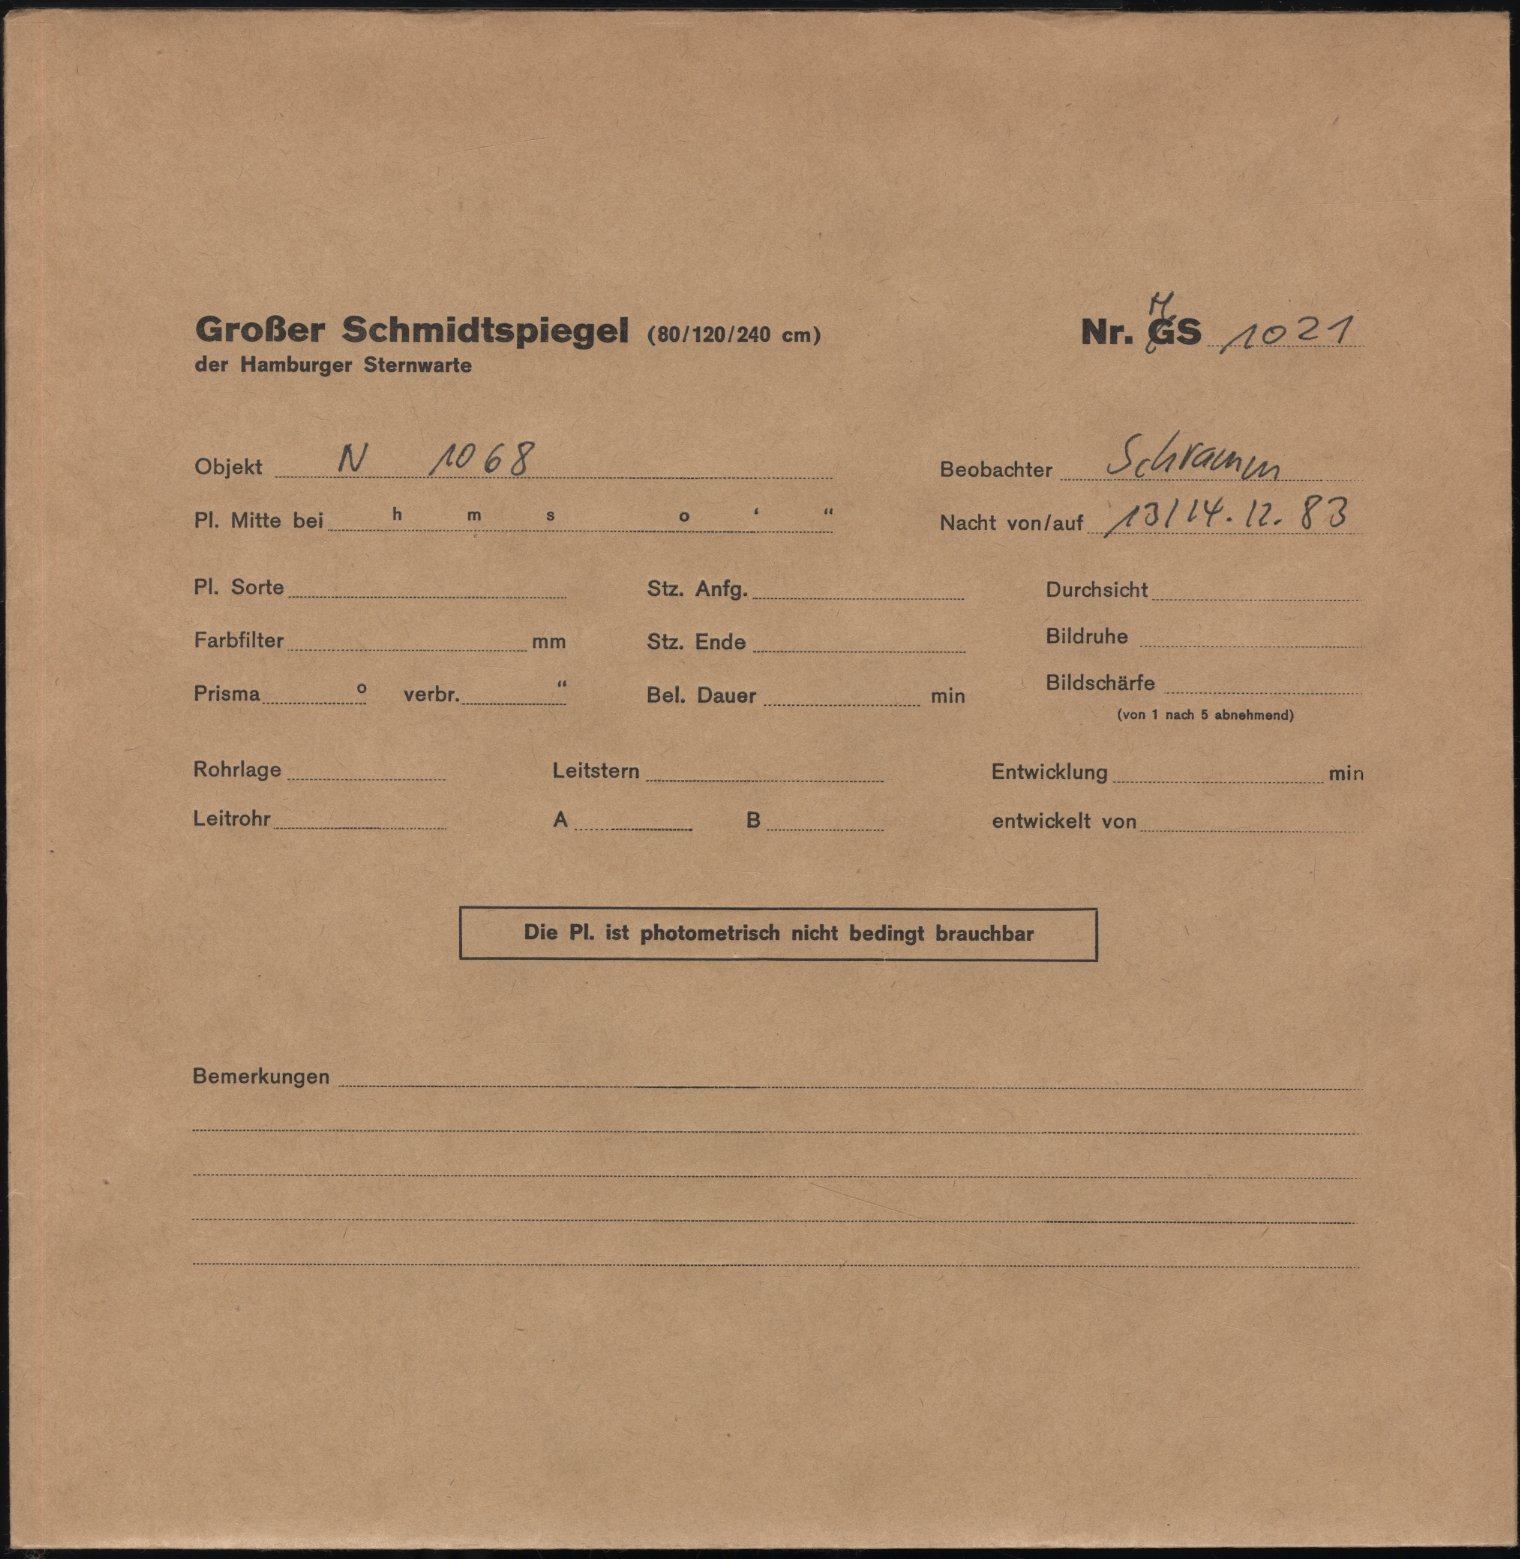 Großer Schmidtspiegel (80/120/240 cm) Nr. GS 1021
M
der Hamburger Sternwarte
Objekt N 1068 Beobachter Schramm
Pl. Mitte bei h m s o ‘ “ Nacht von/auf 13/14.12.83
Pl. Sorte Stz. Anfg. Durchsicht
Farbfilter mm Stz. Ende Bildruhe
Prisma o verbr. “ Bel. Dauer min Bildschärfe
(von 1 nach 5 abnehmend)
Rohrlage Leitstern Entwicklung min
Leitrohr A B entwickelt von
Die Pl. ist photometrisch nicht bedingt brauchbar
Bemerkungen